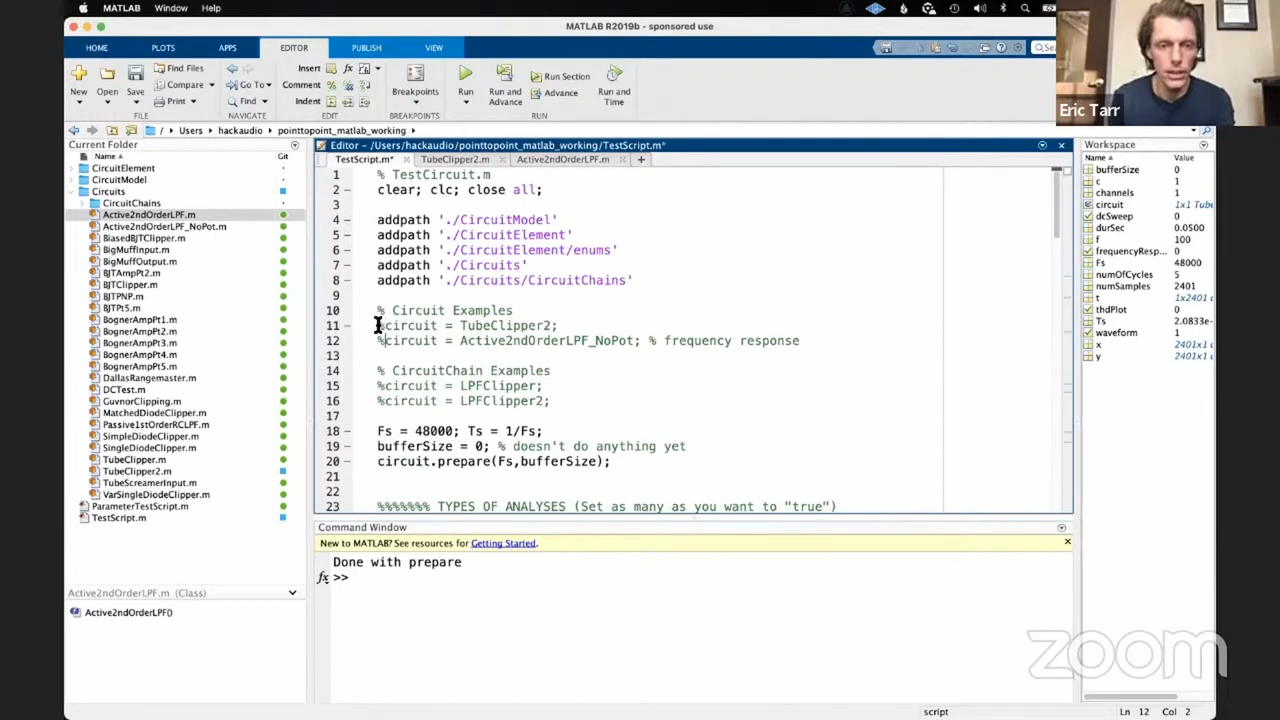 MATLAB Window Help
MATLAB R2019b - sponsored use
HOME PLOTS APPS EDITOR PUBLISH VIEW
New Open Save Find Files Compare Print
Go To Find
Insert Comment Indent
Breakpoints
Run Run and Advance Run Section Advance Run and Time
FILE NAVIGATE EDIT BREAKPOINTS RUN
Eric Tarr
/ Users hackaudio pointtopoint_matlab_working
Current Folder
Name Git
CircuitElement
CircuitModel
Circuits
CircuitChains
Active2ndOrderLPF.m
Active2ndOrderLPF_NoPot.m
BiasedBJTClipper.m
BigMuffInput.m
BigMuffOutput.m
BJTAmpPt2.m
BJTClipper.m
BJTPNP.m
BJTPt5.m
BognerAmpPt1.m
BognerAmpPt2.m
BognerAmpPt3.m
BognerAmpPt4.m
BognerAmpPt5.m
DallasRangemaster.m
DCTest.m
GuvnorClipping.m
MatchedDiodeClipper.m
Passive1stOrderRCLPF.m
SimpleDiodeClipper.m
SingleDiodeClipper.m
TubeClipper.m
TubeClipper2.m
TubeScreamerInput.m
VarSingleDiodeClipper.m
ParameterTestScript.m
TestScript.m
Active2ndOrderLPF.m (Class)
Active2ndOrderLPF()
Editor - /Users/hackaudio/pointtopoint_matlab_working/TestScript.m*
TestScript.m* TubeClipper2.m Active2ndOrderLPF.m
1 % TestCircuit.m
2 clear; clc; close all;
3
4 addpath './CircuitModel'
5 addpath './CircuitElement'
6 addpath './CircuitElement/enums'
7 addpath './Circuits'
8 addpath './Circuits/CircuitChains'
9
10 % Circuit Examples
11 %circuit = TubeClipper2;
12 %circuit = Active2ndOrderLPF_NoPot; % frequency response
13
14 % CircuitChain Examples
15 %circuit = LPFClipper;
16 %circuit = LPFClipper2;
17
18 Fs = 48000; Ts = 1/Fs;
19 bufferSize = 0; % doesn't do anything yet
20 circuit.prepare(Fs,bufferSize);
21
22
23 %%%%%%% TYPES OF ANALYSES (Set as many as you want to "true")
Command Window
New to MATLAB? See resources for Getting Started.
Done with prepare
fx >>
Workspace
Name Value
bufferSize 0
c 1
channels 1
circuit 1x1 Tube
dcSweep 0
durSec 0.0500
f 100
frequencyResp... 0
Fs 48000
numOfCycles 5
numSamples 2401
t 1x2401 d
thdPlot 0
Ts 2.0833e-
waveform 1
x 2401x1 d
y 2401x1 d
zoom
script Ln 12 Col 2